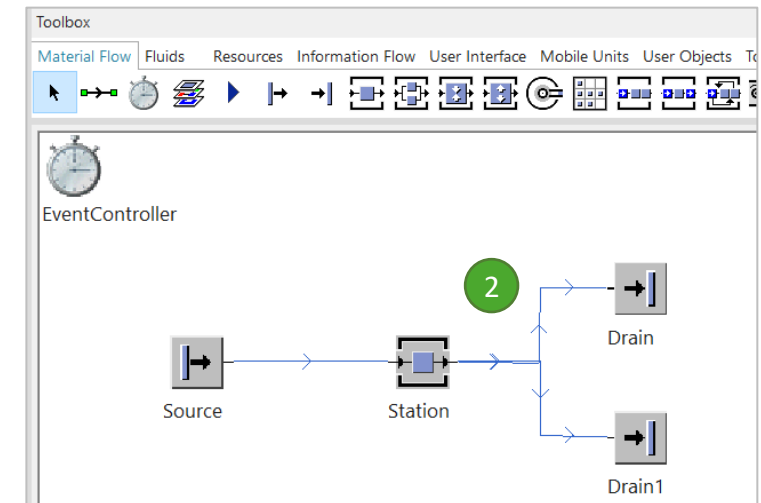 Toolbox
Material Flow Fluids Resources Information Flow User Interface Mobile Units User Objects
EventController
2
Drain
Source Station
Drain1